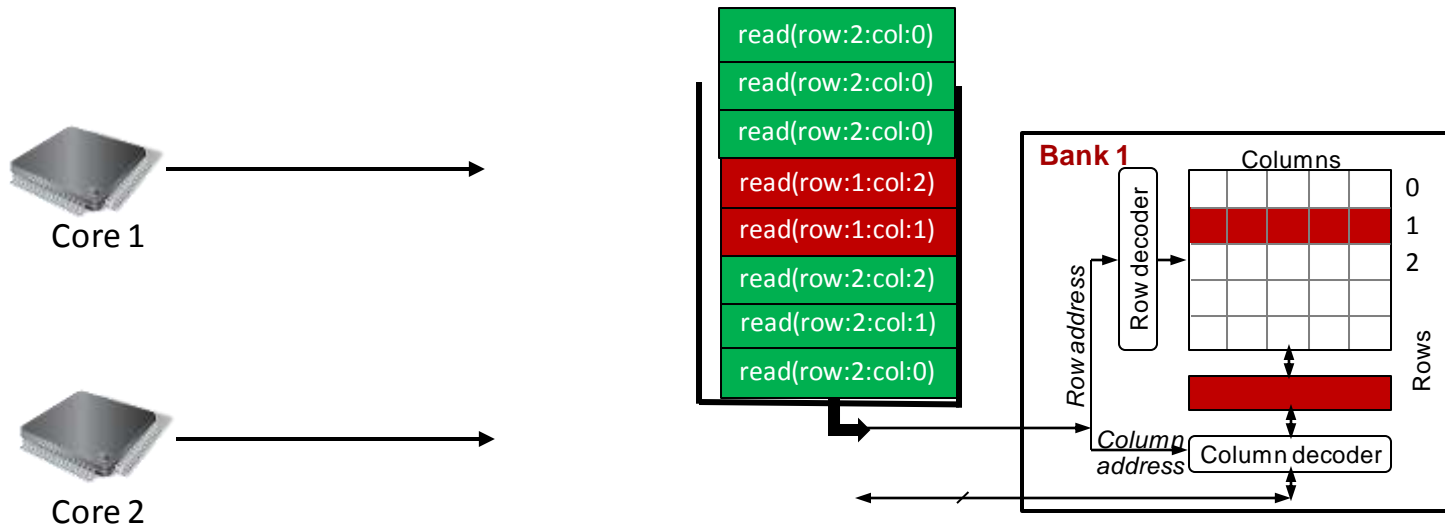 read(row:2:col:0)
read(row:2:col:0)
read(row:2:col:0)
read(row:1:col:2)
read(row:1:col:1)
read(row:2:col:2)
read(row:2:col:1)
read(row:2:col:0)
Core 1
Core 2
Bank 1
Columns
0
1
2
Row decoder
Row address
Rows
Column
address
Column decoder